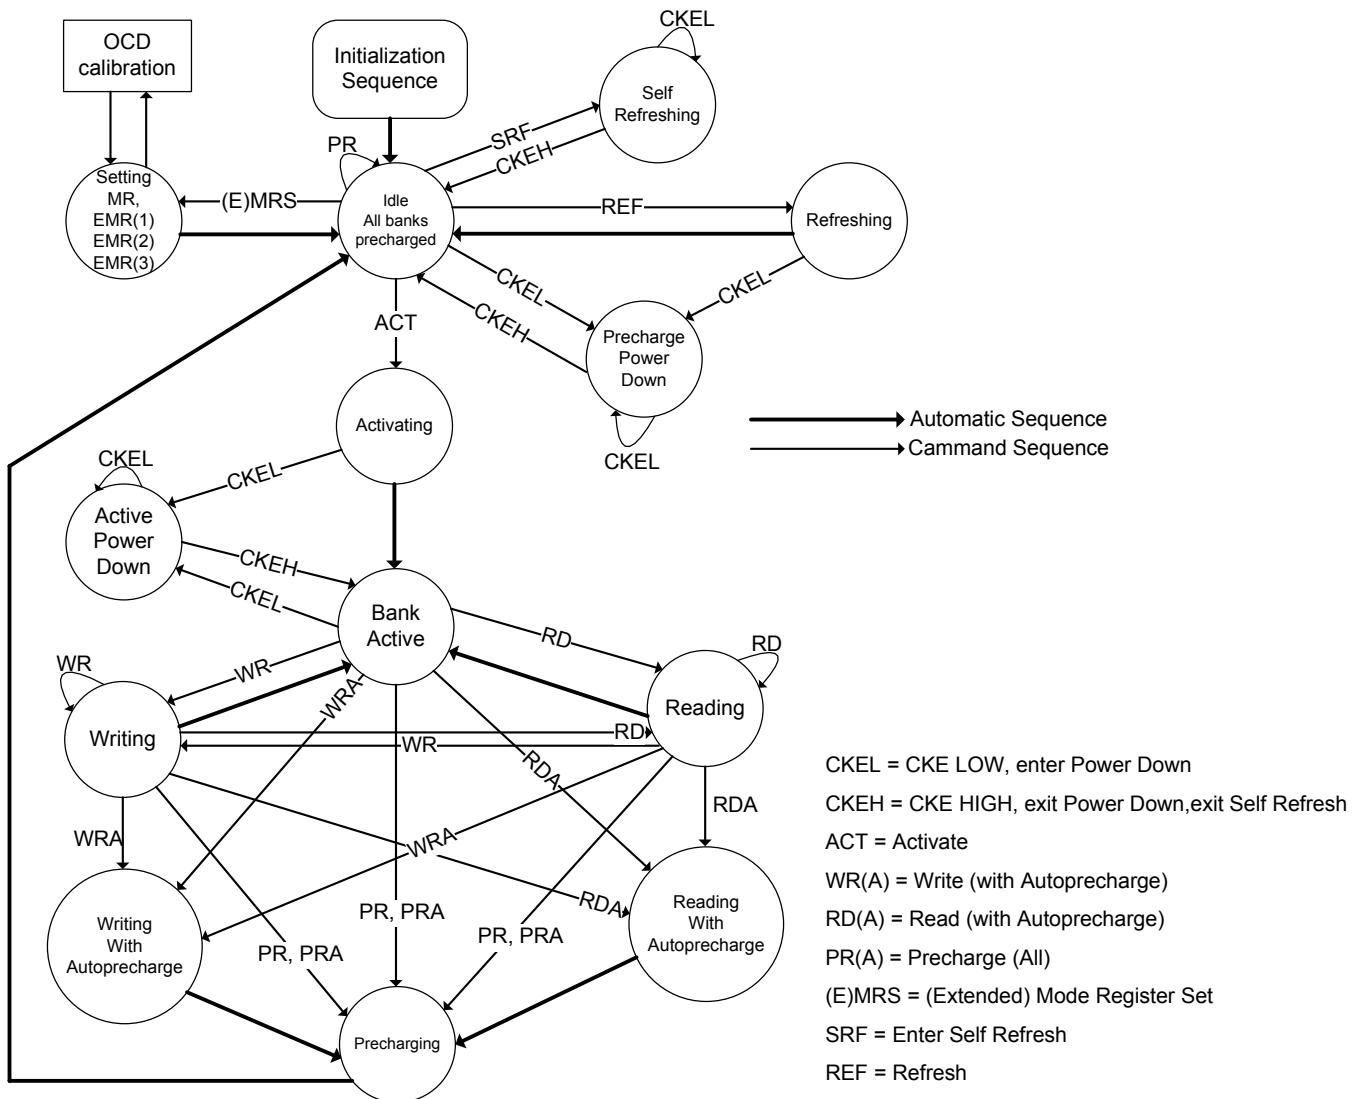 OCD
calibration
Initialization
Sequence
CKEL
Self
Refreshing
SRF
CKEH
PR
Setting
MR,
EMR(1)
EMR(2)
EMR(3)
(E)MRS
Idle
All banks
precharged
REF
Refreshing
CKEL
CKEH
CKEL
ACT
Precharge
Power
Down
CKEL
Activating
Automatic Sequence
Cammand Sequence
CKEL
CKEL
Active
Power
Down
CKEH
CKEL
Bank
Active
RD
RD
WR
WR
WRA
Reading
Writing
RD
WR
RDA
RDA
WRA
WRA
RDA
PR, PRA
PR, PRA
PR, PRA
Writing
With
Autoprecharge
Reading
With
Autoprecharge
Precharging
CKEL = CKE LOW, enter Power Down
CKEH = CKE HIGH, exit Power Down,exit Self Refresh
ACT = Activate
WR(A) = Write (with Autoprecharge)
RD(A) = Read (with Autoprecharge)
PR(A) = Precharge (All)
(E)MRS = (Extended) Mode Register Set
SRF = Enter Self Refresh
REF = Refresh